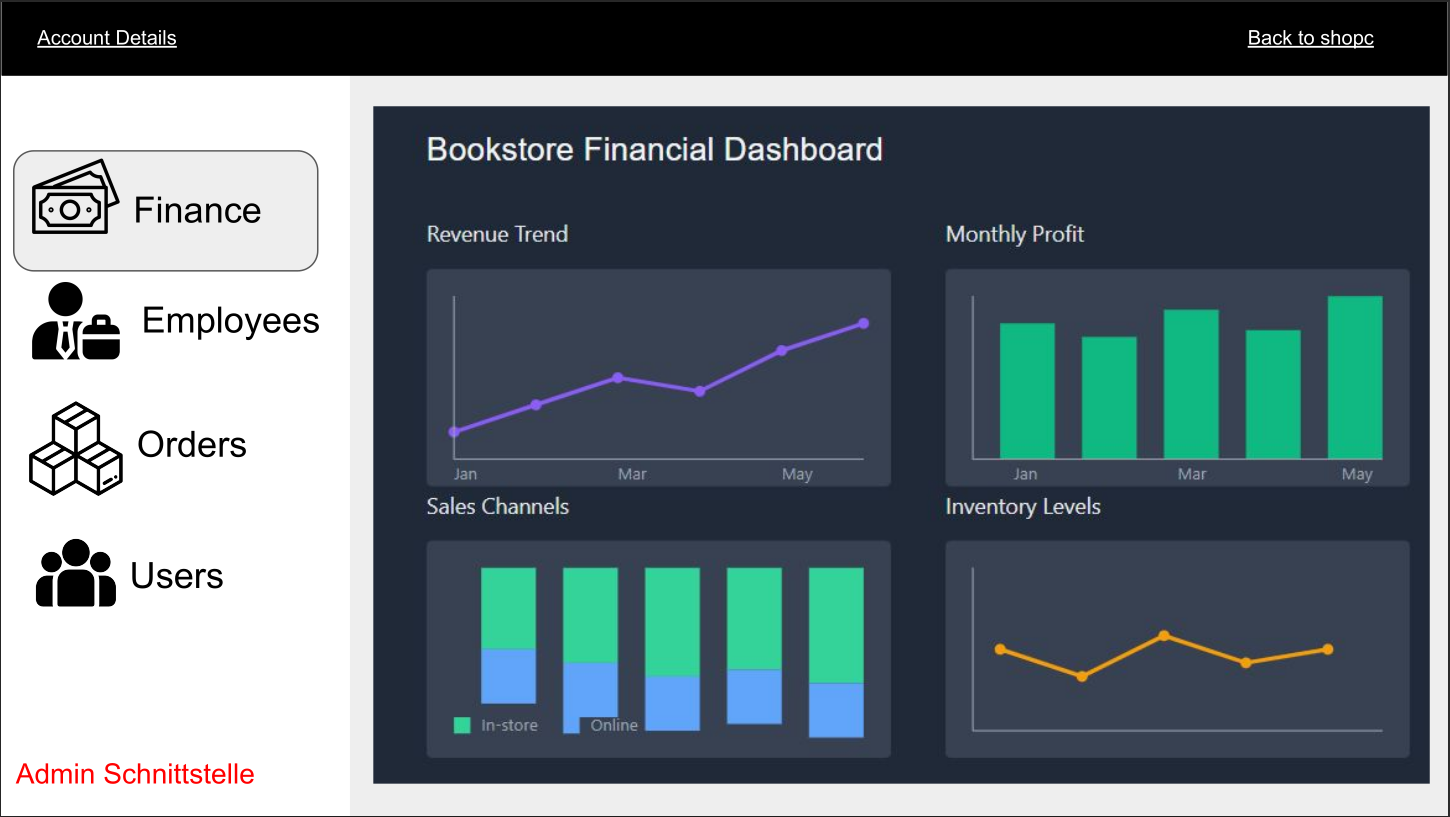 Account Details
Back to shopc
Finance
Employees
Orders
Users
Admin Schnittstelle
Bookstore Financial Dashboard
Revenue Trend
Jan Mar May
Monthly Profit
Jan Mar May
Sales Channels
In-store Online
Inventory Levels